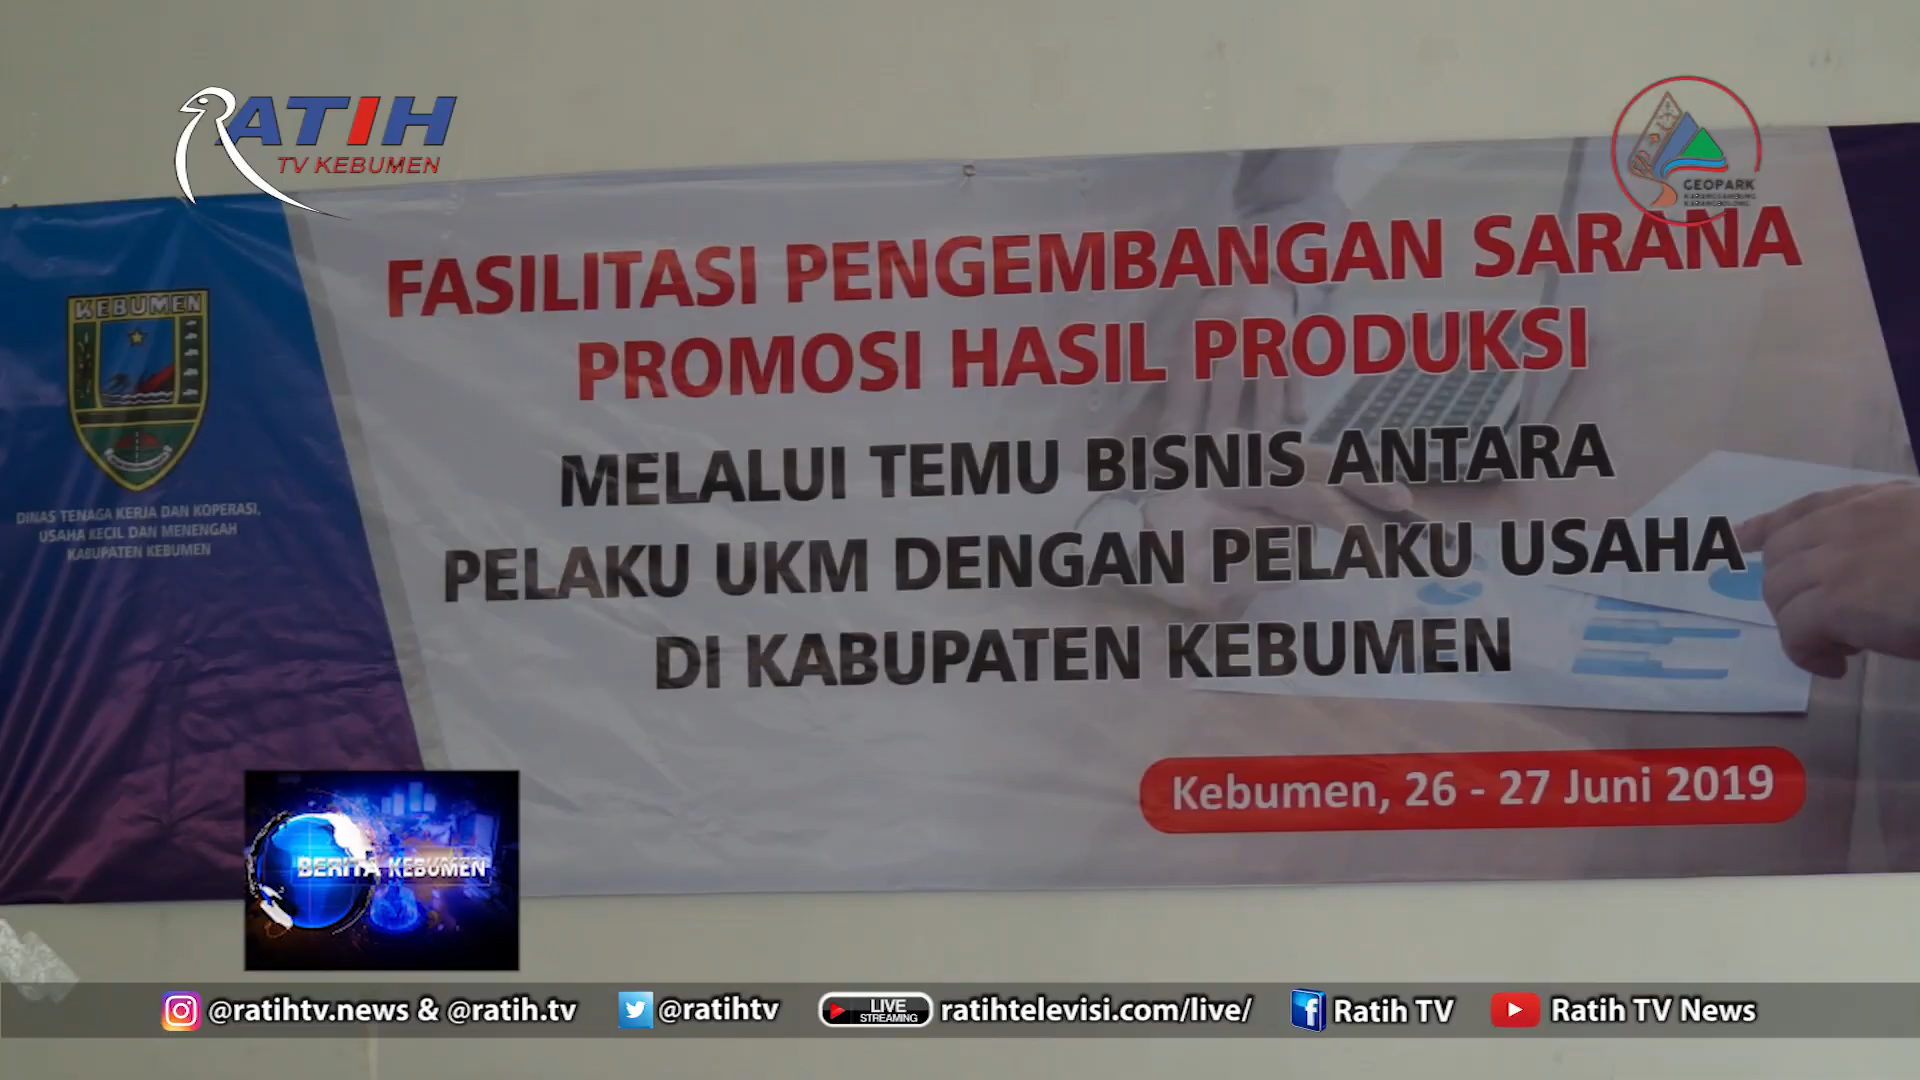 RATIH
TV KEBUMEN
GEOPARK
FASILITASI PENGEMBANGAN SARANA
PROMOSI HASIL PRODUKSI
MELALUI TEMU BISNIS ANTARA
PELAKU UKM DENGAN PELAKU USAHA
DI KABUPATEN KEBUMEN
KEBUMEN
DINAS TENAGA KERJA DAN KOPERASI,
USAHA KECIL DAN MENENGAH
KABUPATEN KEBUMEN
Kebumen, 26 - 27 Juni 2019
BERITA KEBUMEN
@ratihtv.news & @ratih.tv @ratihtv LIVE STREAMING ratihtelevisi.com/live/ Ratih TV Ratih TV News